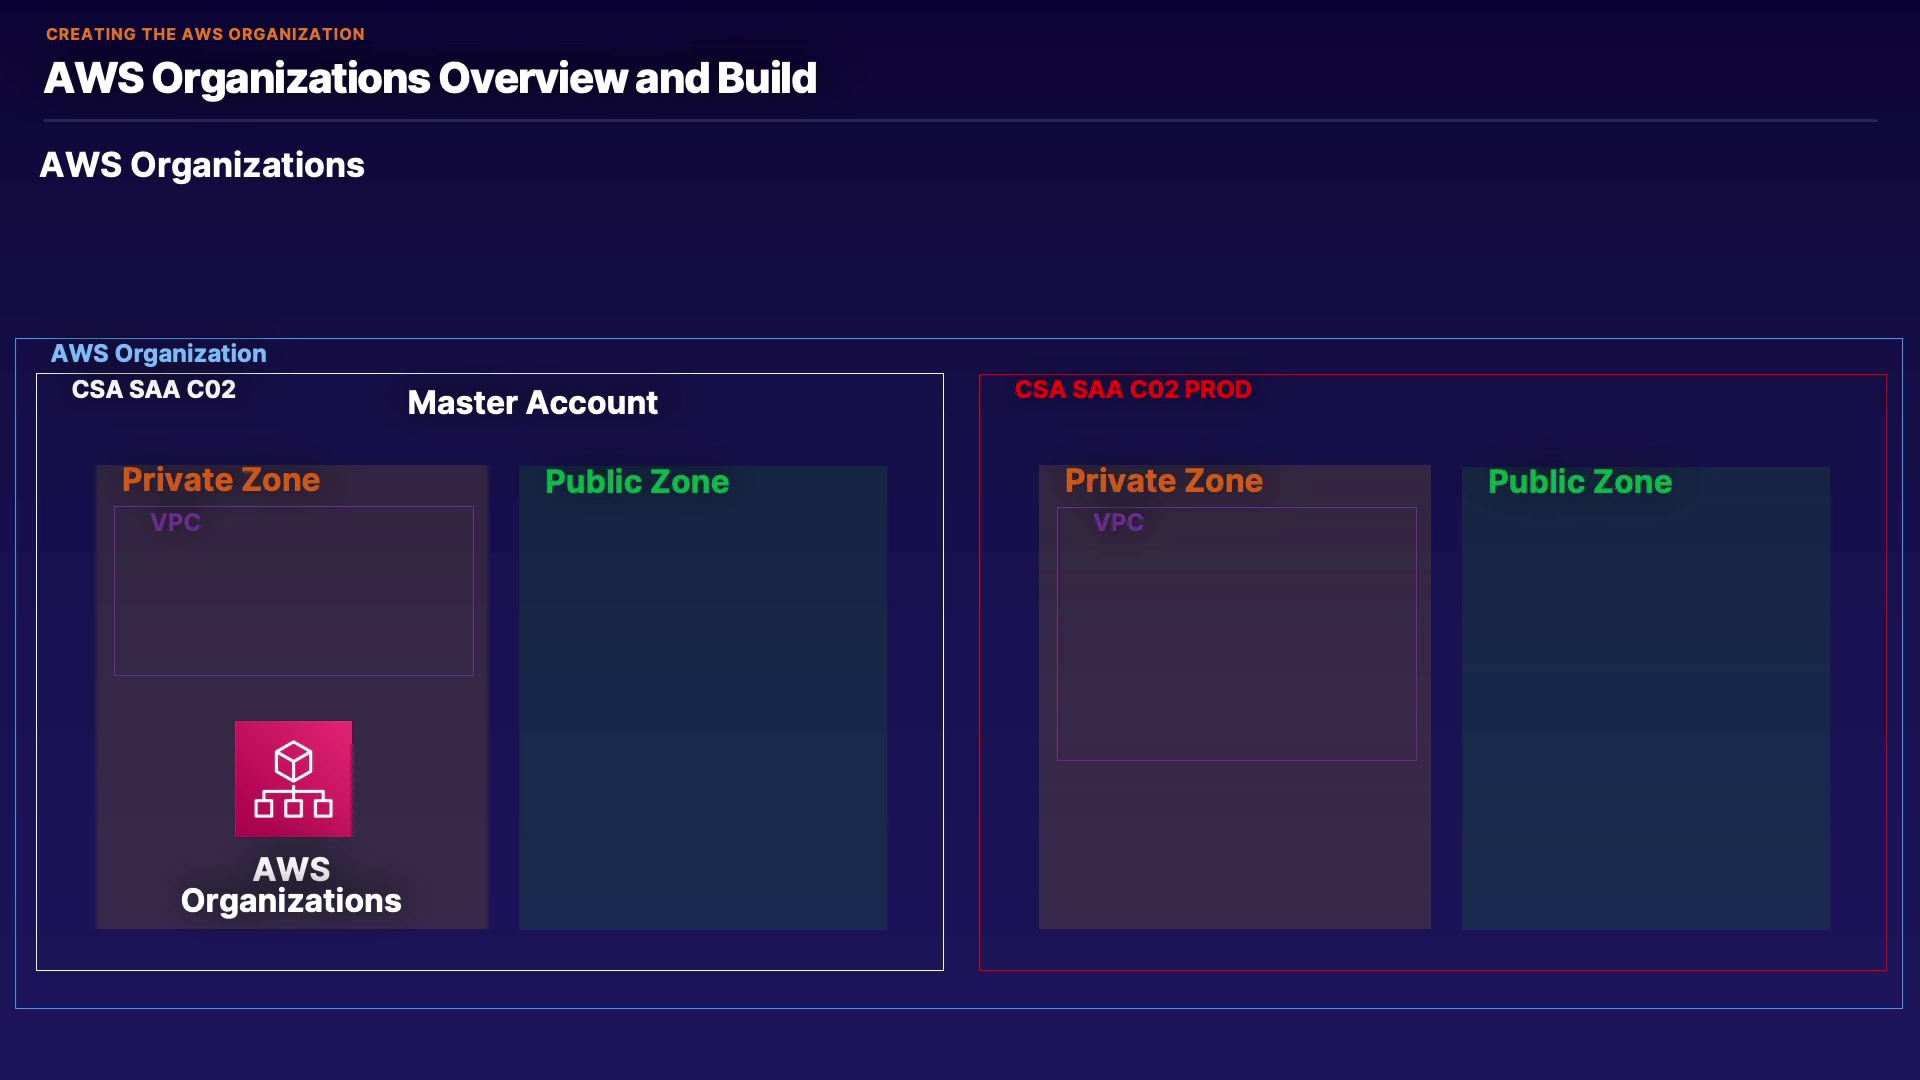 CREATING THE AWS ORGANIZATION
AWS Organizations Overview and Build
AWS Organizations
AWS Organization
CSA SAA C02
Master Account
Private Zone
VPC
AWS
Organizations
Public Zone
CSA SAA C02 PROD
Private Zone
VPC
Public Zone